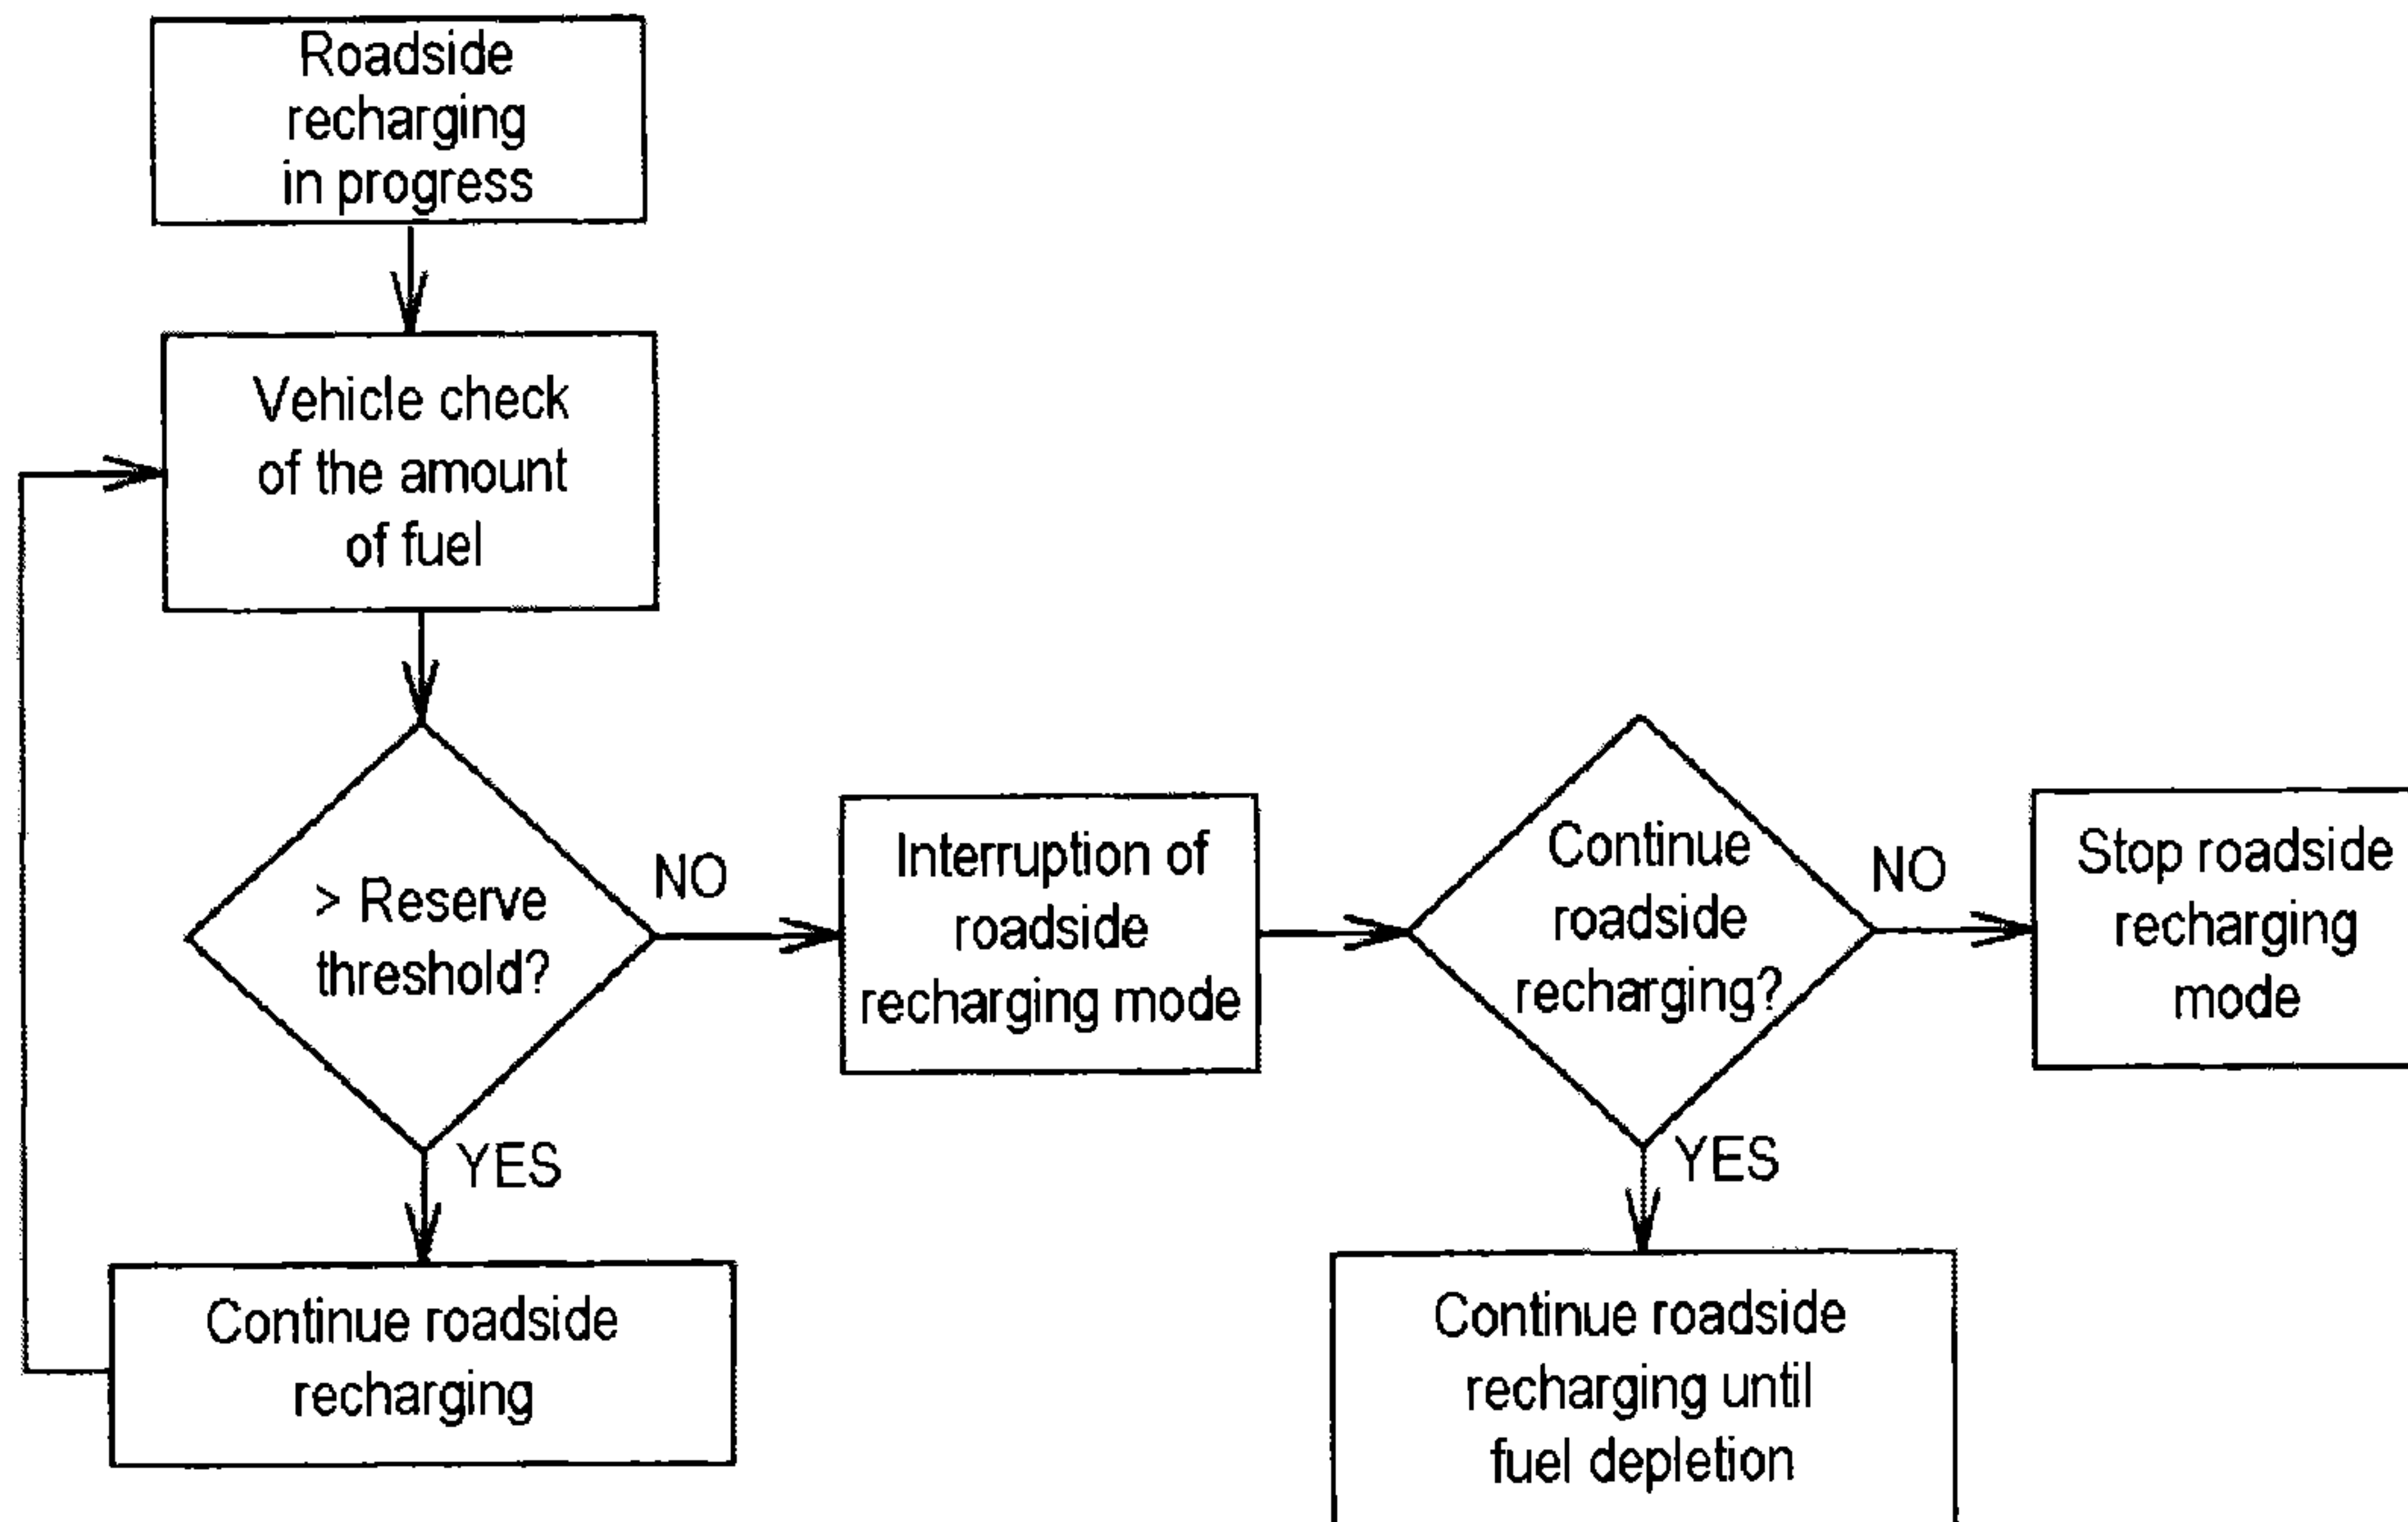 Roadside
recharging
in progress
Vehicle check
of the amount
of fuel
> Reserve
threshold?
NO
YES
Continue roadside
recharging
Interruption of
roadside
recharging mode
Continue
roadside
recharging?
NO
YES
Stop roadside
recharging
mode
Continue roadside
recharging until
fuel depletion